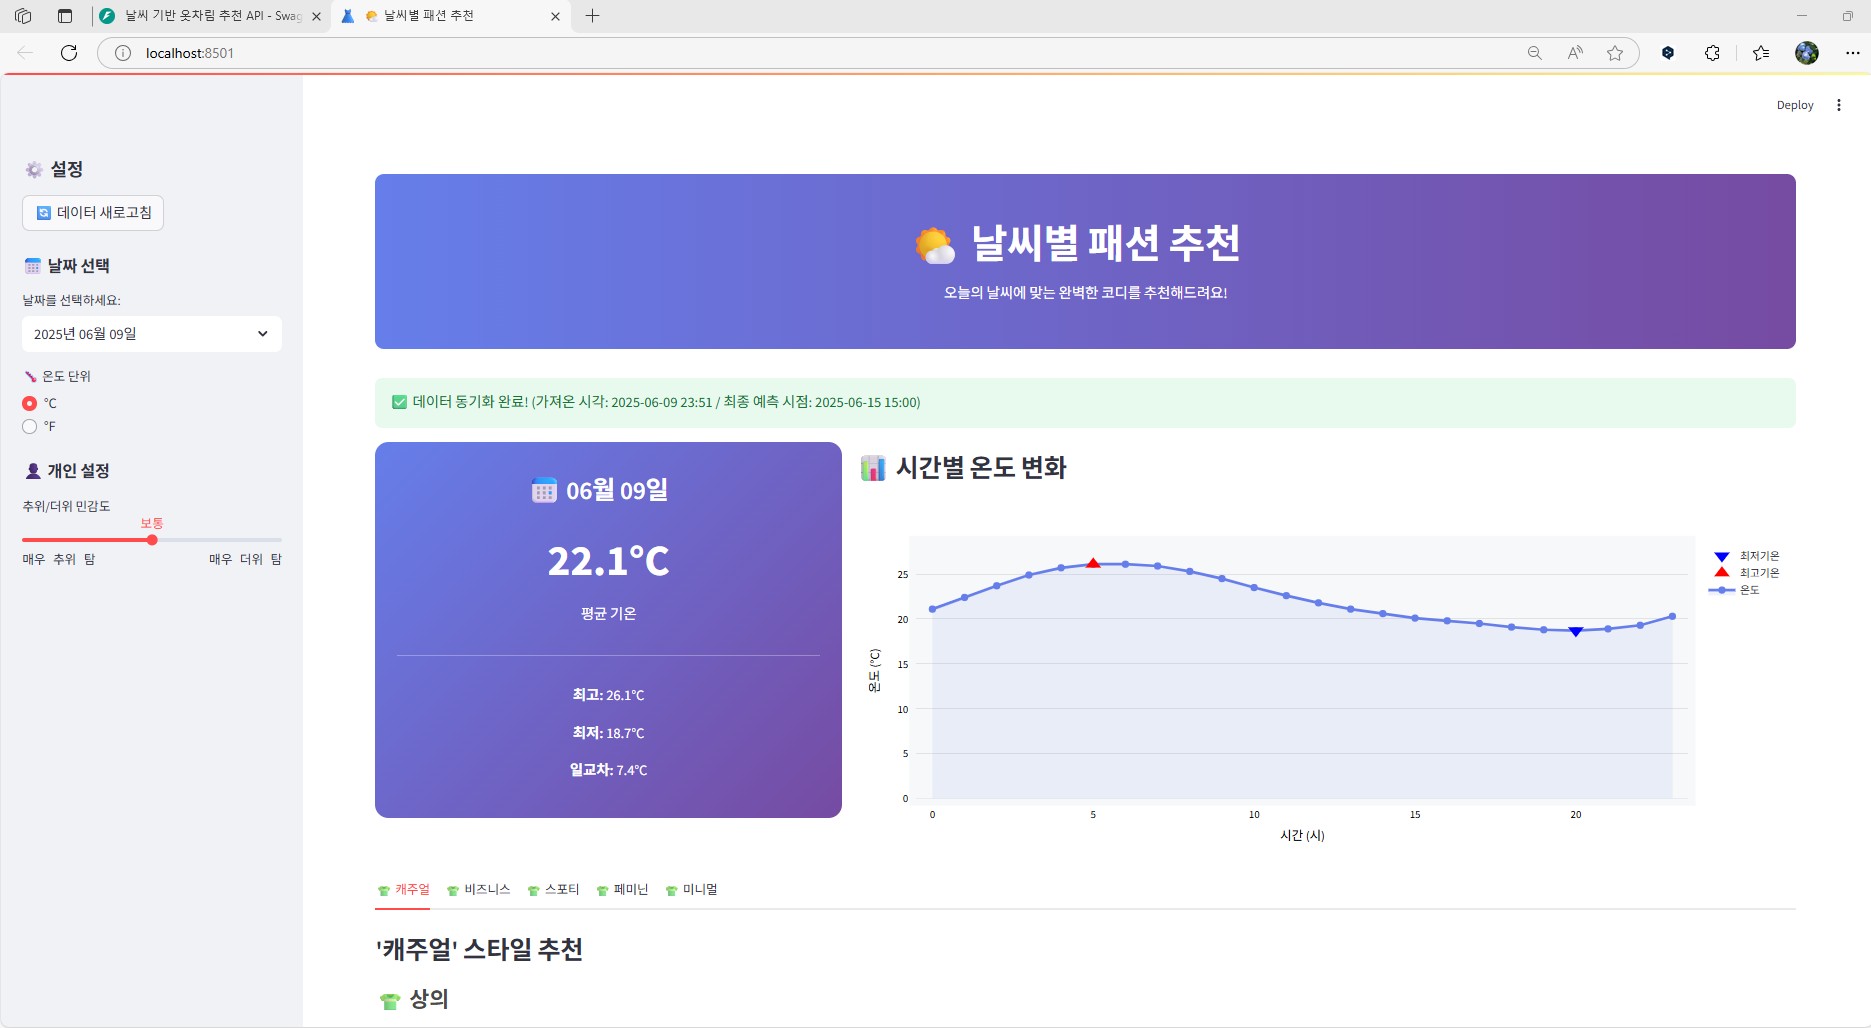 날씨 기반 옷차림 추천 API - Swag
날씨별 패션 추천
localhost:8501
Deploy
설정
데이터 새로고침
날짜 선택
날짜를 선택하세요:
2025년 06월 09일
온도 단위
°C
°F
개인 설정
추위/더위 민감도
보통
매우 추위 탐
매우 더위 탐
날씨별 패션 추천
오늘의 날씨에 맞는 완벽한 코디를 추천해드려요!
데이터 동기화 완료! (가져온 시각: 2025-06-09 23:51 / 최종 예측 시점: 2025-06-15 15:00)
06월 09일
22.1°C
평균 기온
최고: 26.1°C
최저: 18.7°C
일교차: 7.4°C
시간별 온도 변화
최저기온
최고기온
온도
25
20
15
10
5
0
온도 (°C)
0 5 10 15 20
시간 (시)
캐주얼 비즈니스 스포티 페미닌 미니멀
'캐주얼' 스타일 추천
상의